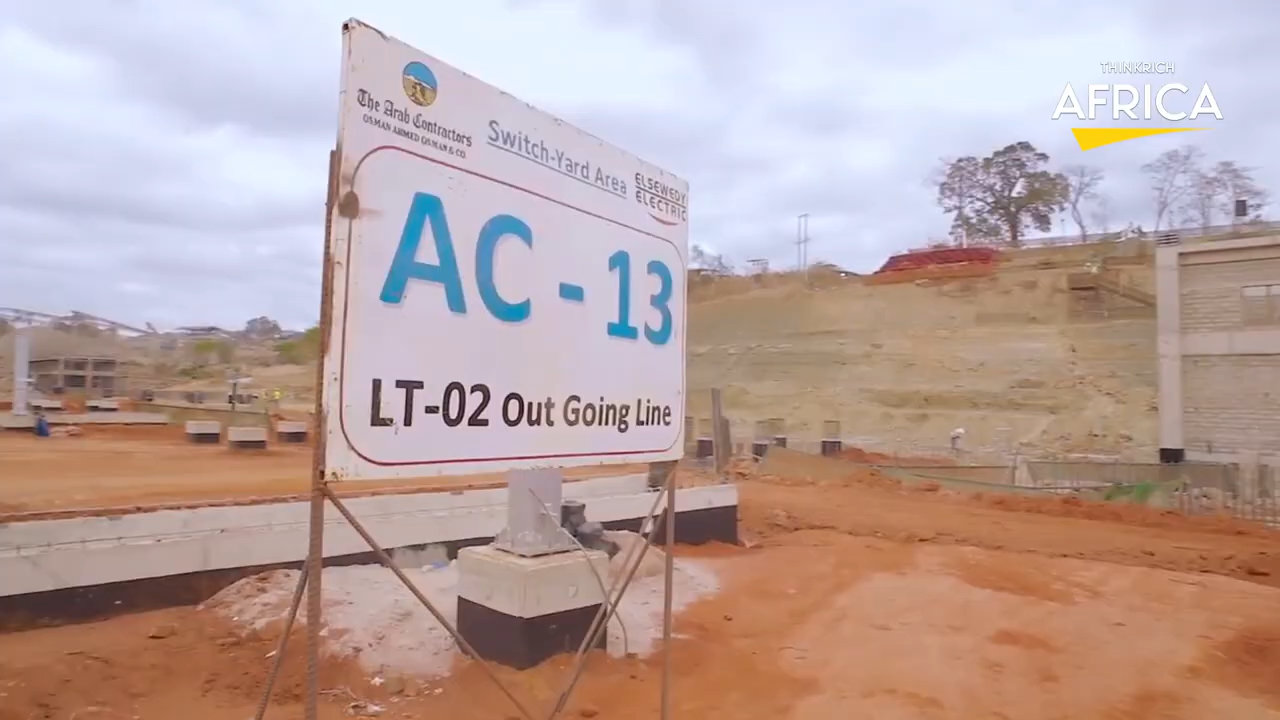 THINKRICH
AFRICA
The Arab Contractors
OSMAN AHMED OSMAN & CO.
Switch-Yard Area
ELSEWEDY
ELECTRIC
AC - 13
LT-02 Out Going Line